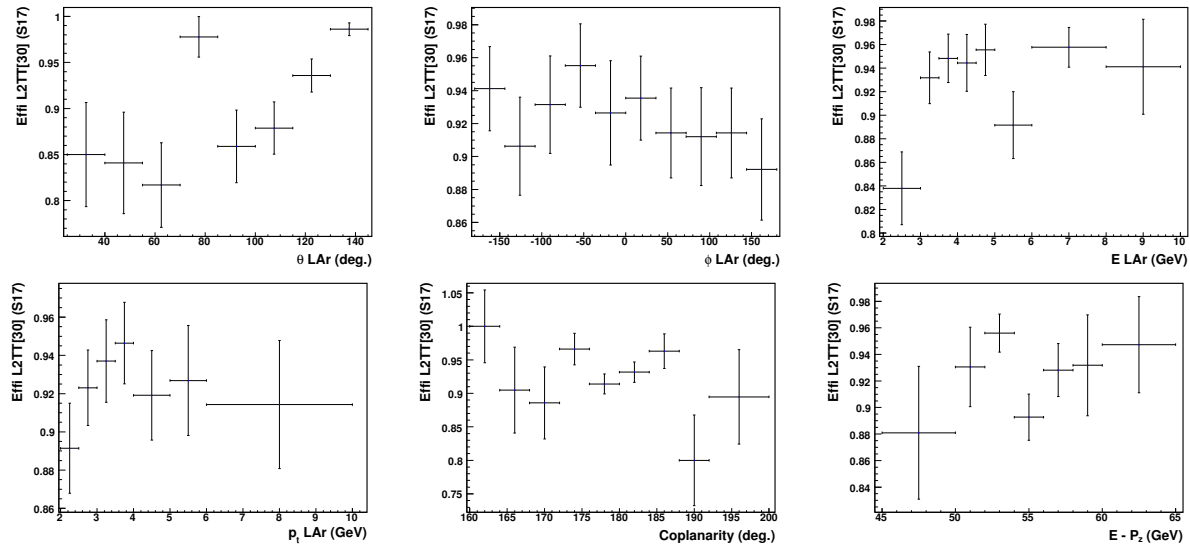 Effi L2TT[30] (S17)
1
0.95
0.9
0.85
0.8
40 60 80 100 120 140
θ LAr (deg.)
Effi L2TT[30] (S17)
0.98
0.96
0.94
0.92
0.9
0.88
0.86
-150 -100 -50 0 50 100 150
ϕ LAr (deg.)
Effi L2TT[30] (S17)
0.98
0.96
0.94
0.92
0.9
0.88
0.86
0.84
0.82
0.8
2 3 4 5 6 7 8 9 10
E LAr (GeV)
Effi L2TT[30] (S17)
0.96
0.94
0.92
0.9
0.88
0.86
2 3 4 5 6 7 8 9 10
pt LAr (GeV)
Effi L2TT[30] (S17)
1.05
1
0.95
0.9
0.85
0.8
0.75
160 165 170 175 180 185 190 195 200
Coplanarity (deg.)
Effi L2TT[30] (S17)
0.98
0.96
0.94
0.92
0.9
0.88
0.86
0.84
45 50 55 60 65
E - Pz (GeV)